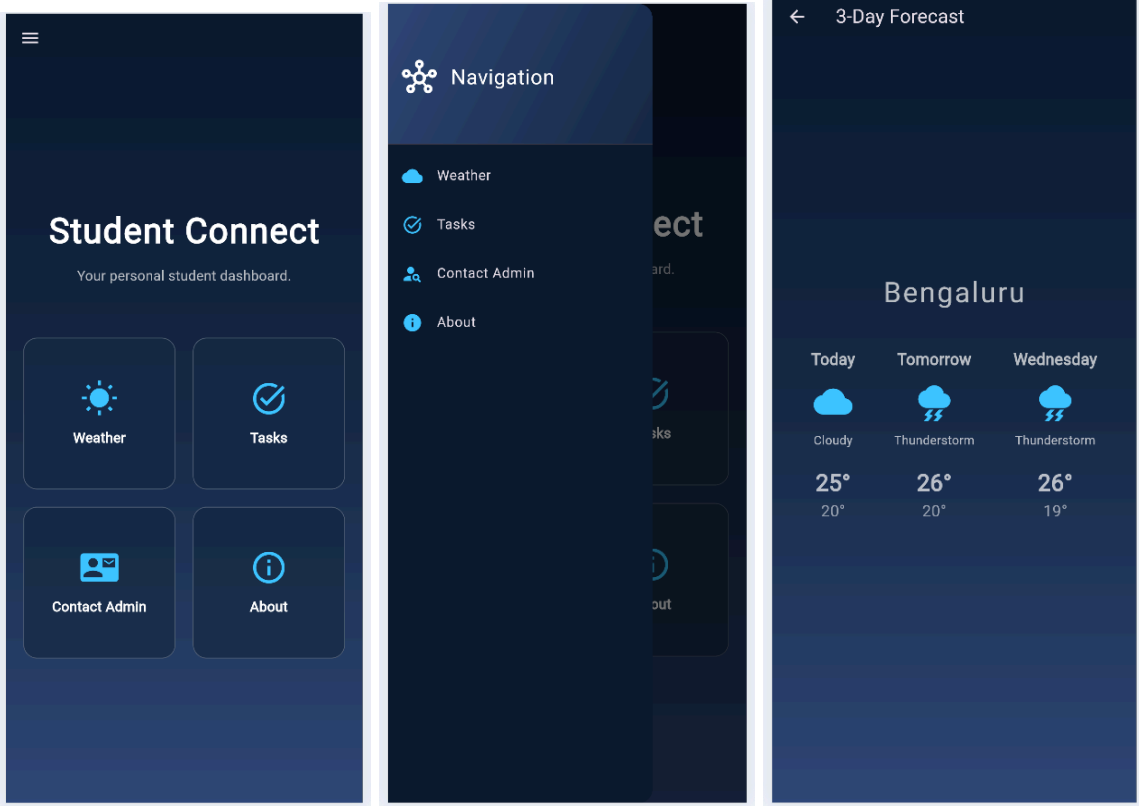 Student Connect
Your personal student dashboard.
Weather
Tasks
Contact Admin
About
Navigation
Weather
Tasks
Contact Admin
About
ect
ard.
sks
out
3-Day Forecast
Bengaluru
Today Tomorrow Wednesday
Cloudy Thunderstorm Thunderstorm
25° 26° 26°
20° 20° 19°